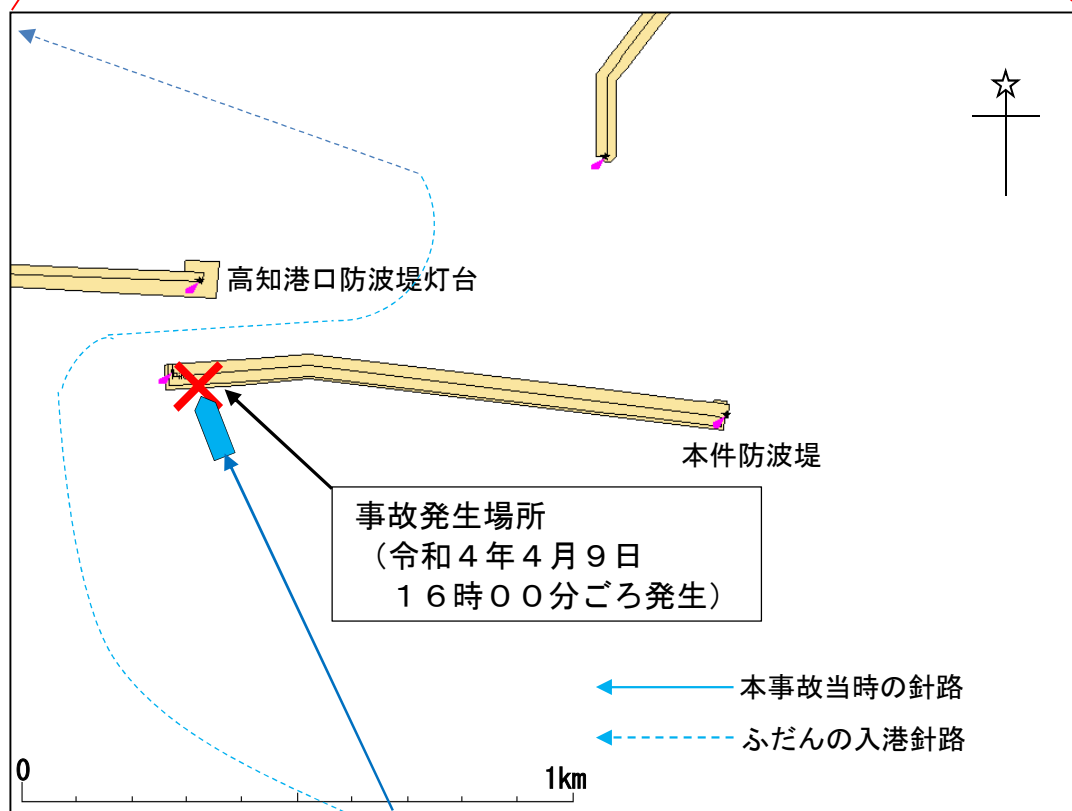 高知港口防波堤灯台
本件防波堤
事故発生場所
（令和４年４月９日
１６時００分ごろ発生）
本事故当時の針路
ふだんの入港針路
0
1km